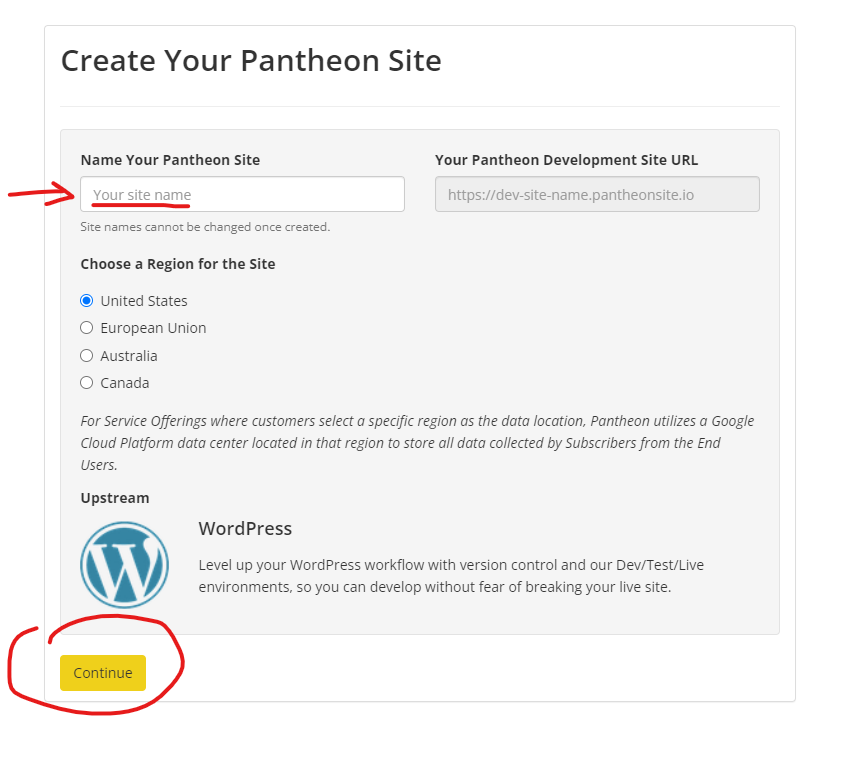 Create Your Pantheon Site
Name Your Pantheon Site
Your Pantheon Development Site URL
Your site name
https://dev-site-name.pantheonsite.io
Site names cannot be changed once created.
Choose a Region for the Site
United States
European Union
Australia
Canada
For Service Offerings where customers select a specific region as the data location, Pantheon utilizes a Google
Cloud Platform data center located in that region to store all data collected by Subscribers from the End
Users.
Upstream
WordPress
Level up your WordPress workflow with version control and our Dev/Test/Live
environments, so you can develop without fear of breaking your live site.
Continue